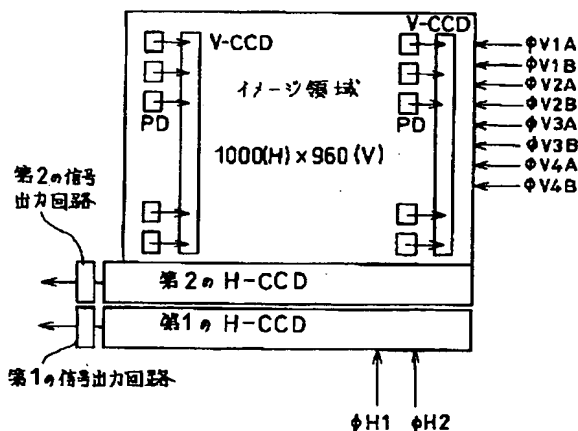 V-CCD
V-CCD
イメージ領域
PD
PD
1000(H)×960(V)
φV1A
φV1B
φV2A
φV2B
φV3A
φV3B
φV4A
φV4B
第2の信号
出力回路
第2のH-CCD
第1のH-CCD
第1の信号出力回路
φH1
φH2